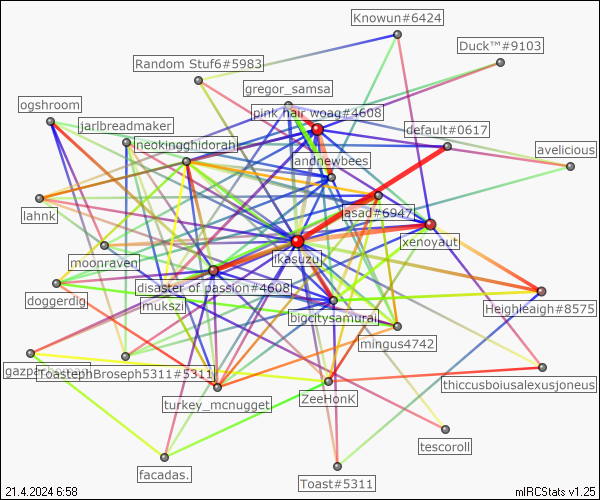 Knowun#6424
Duck™#9103
Random Stuf6#5983
gregor_samsa
ogshroom
pink hair woag#4608
jarlbreadmaker
default#0617
neokingghidorah
avelicious
andnewbees
lahnk
asad#6947
xenoyaut
moonraven
ikasuzu
doggerdig
disaster of passion#4608
mukszi
bigcitysamurai
Heighleaigh#8575
mingus4742
gazpa
ToastephBroseph5311#5311
thiccusboiusalexusjoneus
turkey_mcnugget
ZeeHonK
tescoroll
facadas.
Toast#5311
21.4.2024 6:58
mIRCStats v1.25